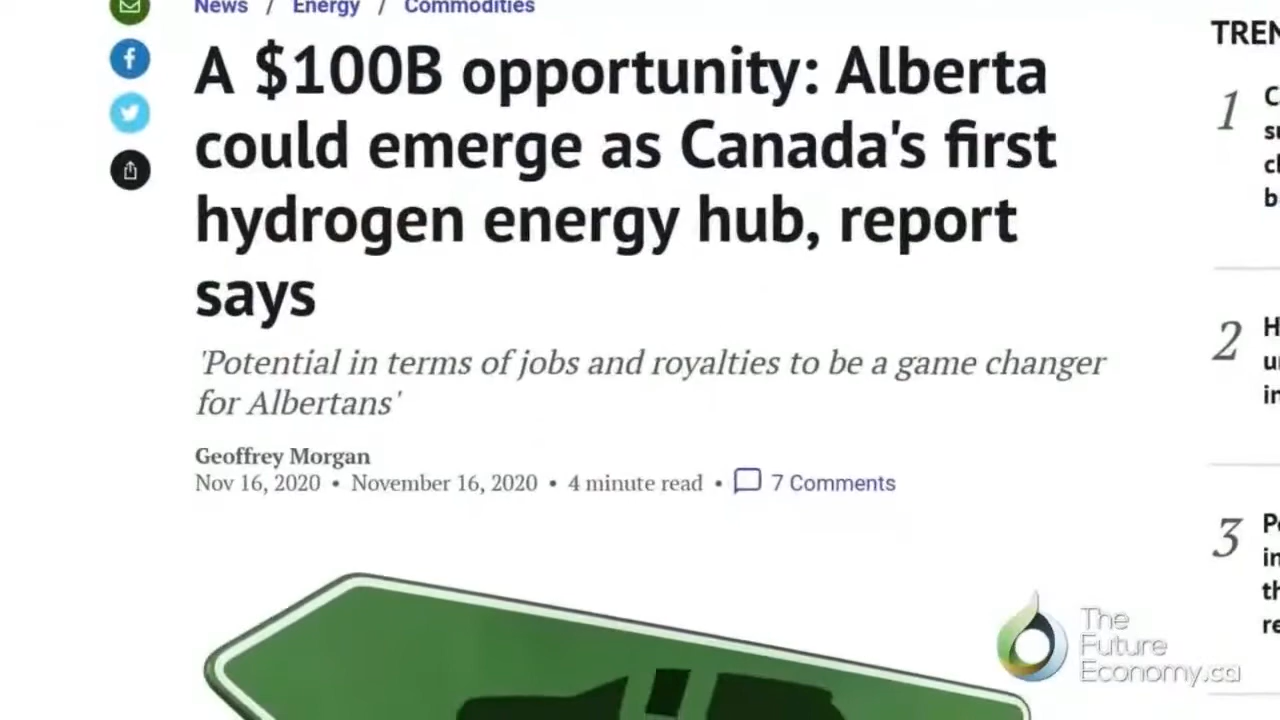 News / Energy / Commodities
A $100B opportunity: Alberta
could emerge as Canada's first
hydrogen energy hub, report
says
'Potential in terms of jobs and royalties to be a game changer
for Albertans'
Geoffrey Morgan
Nov 16, 2020 • November 16, 2020 • 4 minute read • 7 Comments
1
2
3
The
Future
Economy.ca